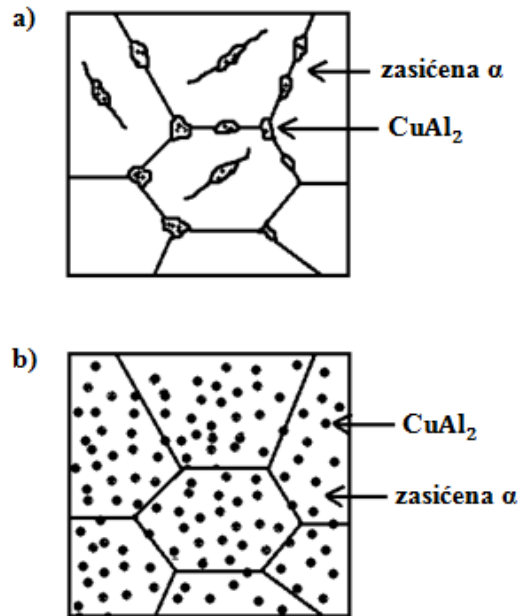 a)
zasićena α
CuAl₂
b)
CuAl₂
zasićena α